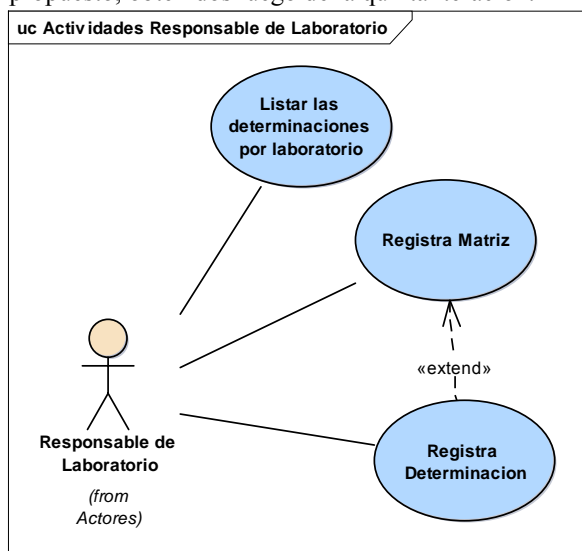 uc Actividades Responsable de Laboratorio
Listar las
determinaciones
por laboratorio
Registra Matriz
«extend»
Registra
Determinacion
Responsable de
Laboratorio
(from
Actores)